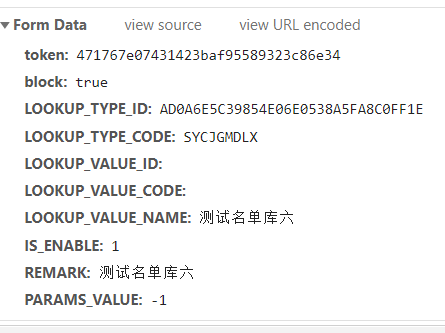 Form Data view source view URL encoded
token: 471767e07431423baf95589323c86e34
block: true
LOOKUP_TYPE_ID: AD0A6E5C39854E06E0538A5FA8C0FF1E
LOOKUP_TYPE_CODE: SYCJGMDLX
LOOKUP_VALUE_ID:
LOOKUP_VALUE_CODE:
LOOKUP_VALUE_NAME: 测试名单库六
IS_ENABLE: 1
REMARK: 测试名单库六
PARAMS_VALUE: -1